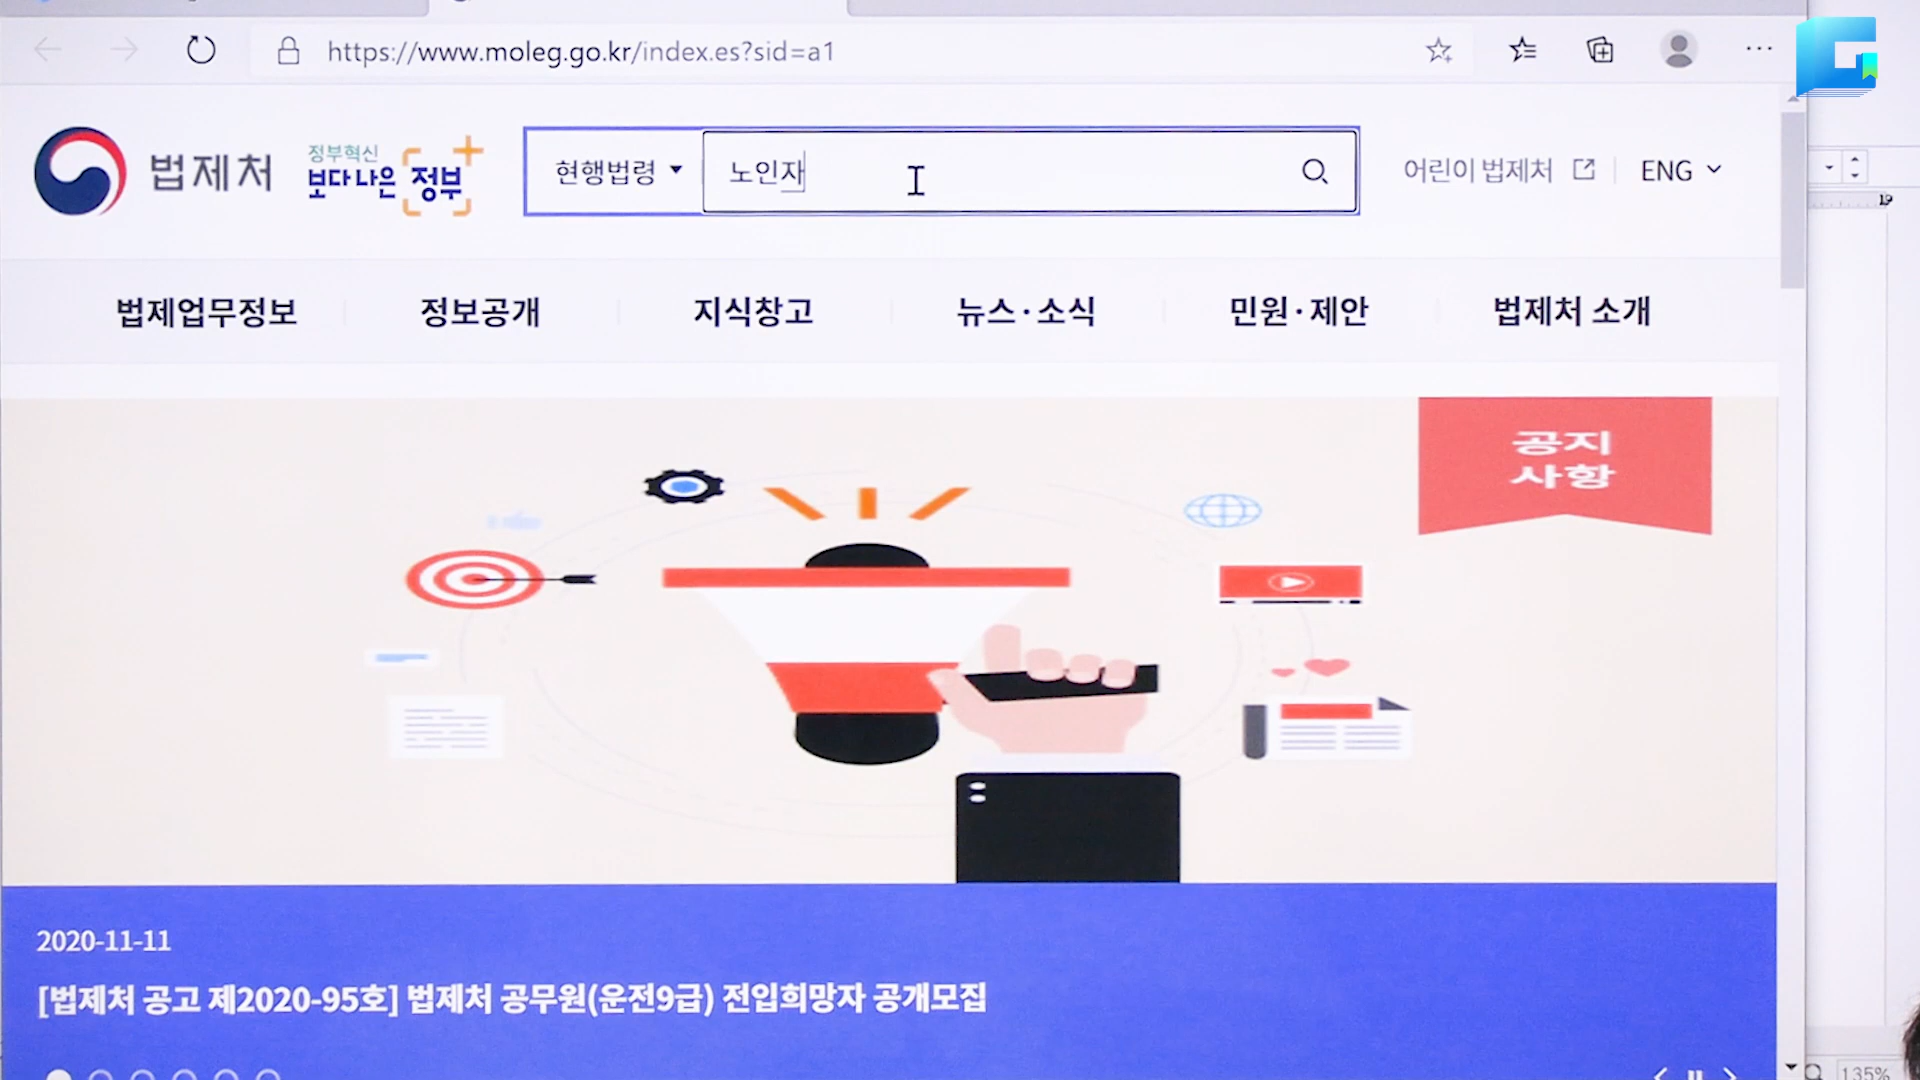 https://www.moleg.go.kr/index.es?sid=a1
법제처
정부혁신
보다나은 정부
현행법령
노인자
어린이 법제처
ENG
19
법제업무정보
정보공개
지식창고
뉴스·소식
민원·제안
법제처 소개
공지
사항
2020-11-11
[법제처 공고 제2020-95호] 법제처 공무원(운전9급) 전입희망자 공개모집
135%